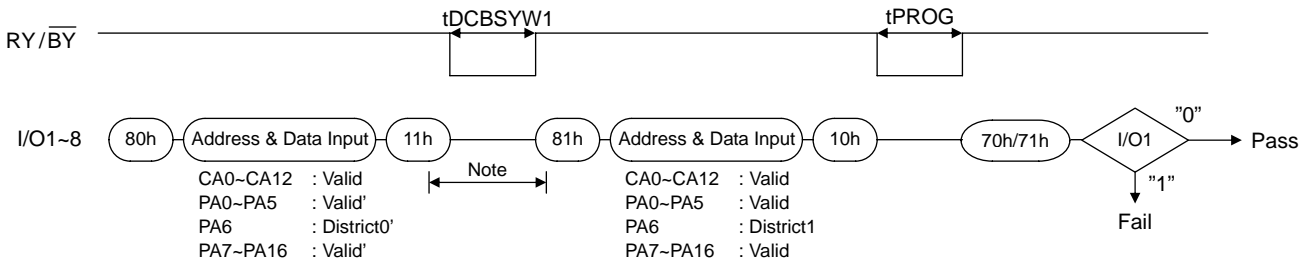 tDCBSYW1
tPROG
RY/BY
I/O1~8
80h
Address & Data Input
11h
81h
Address & Data Input
10h
70h/71h
I/O1
"0"
Pass
Note
"1"
Fail
CA0~CA12 : Valid
PA0~PA5 : Valid’
PA6 : District0’
PA7~PA16 : Valid’
CA0~CA12 : Valid
PA0~PA5 : Valid
PA6 : District1
PA7~PA16 : Valid